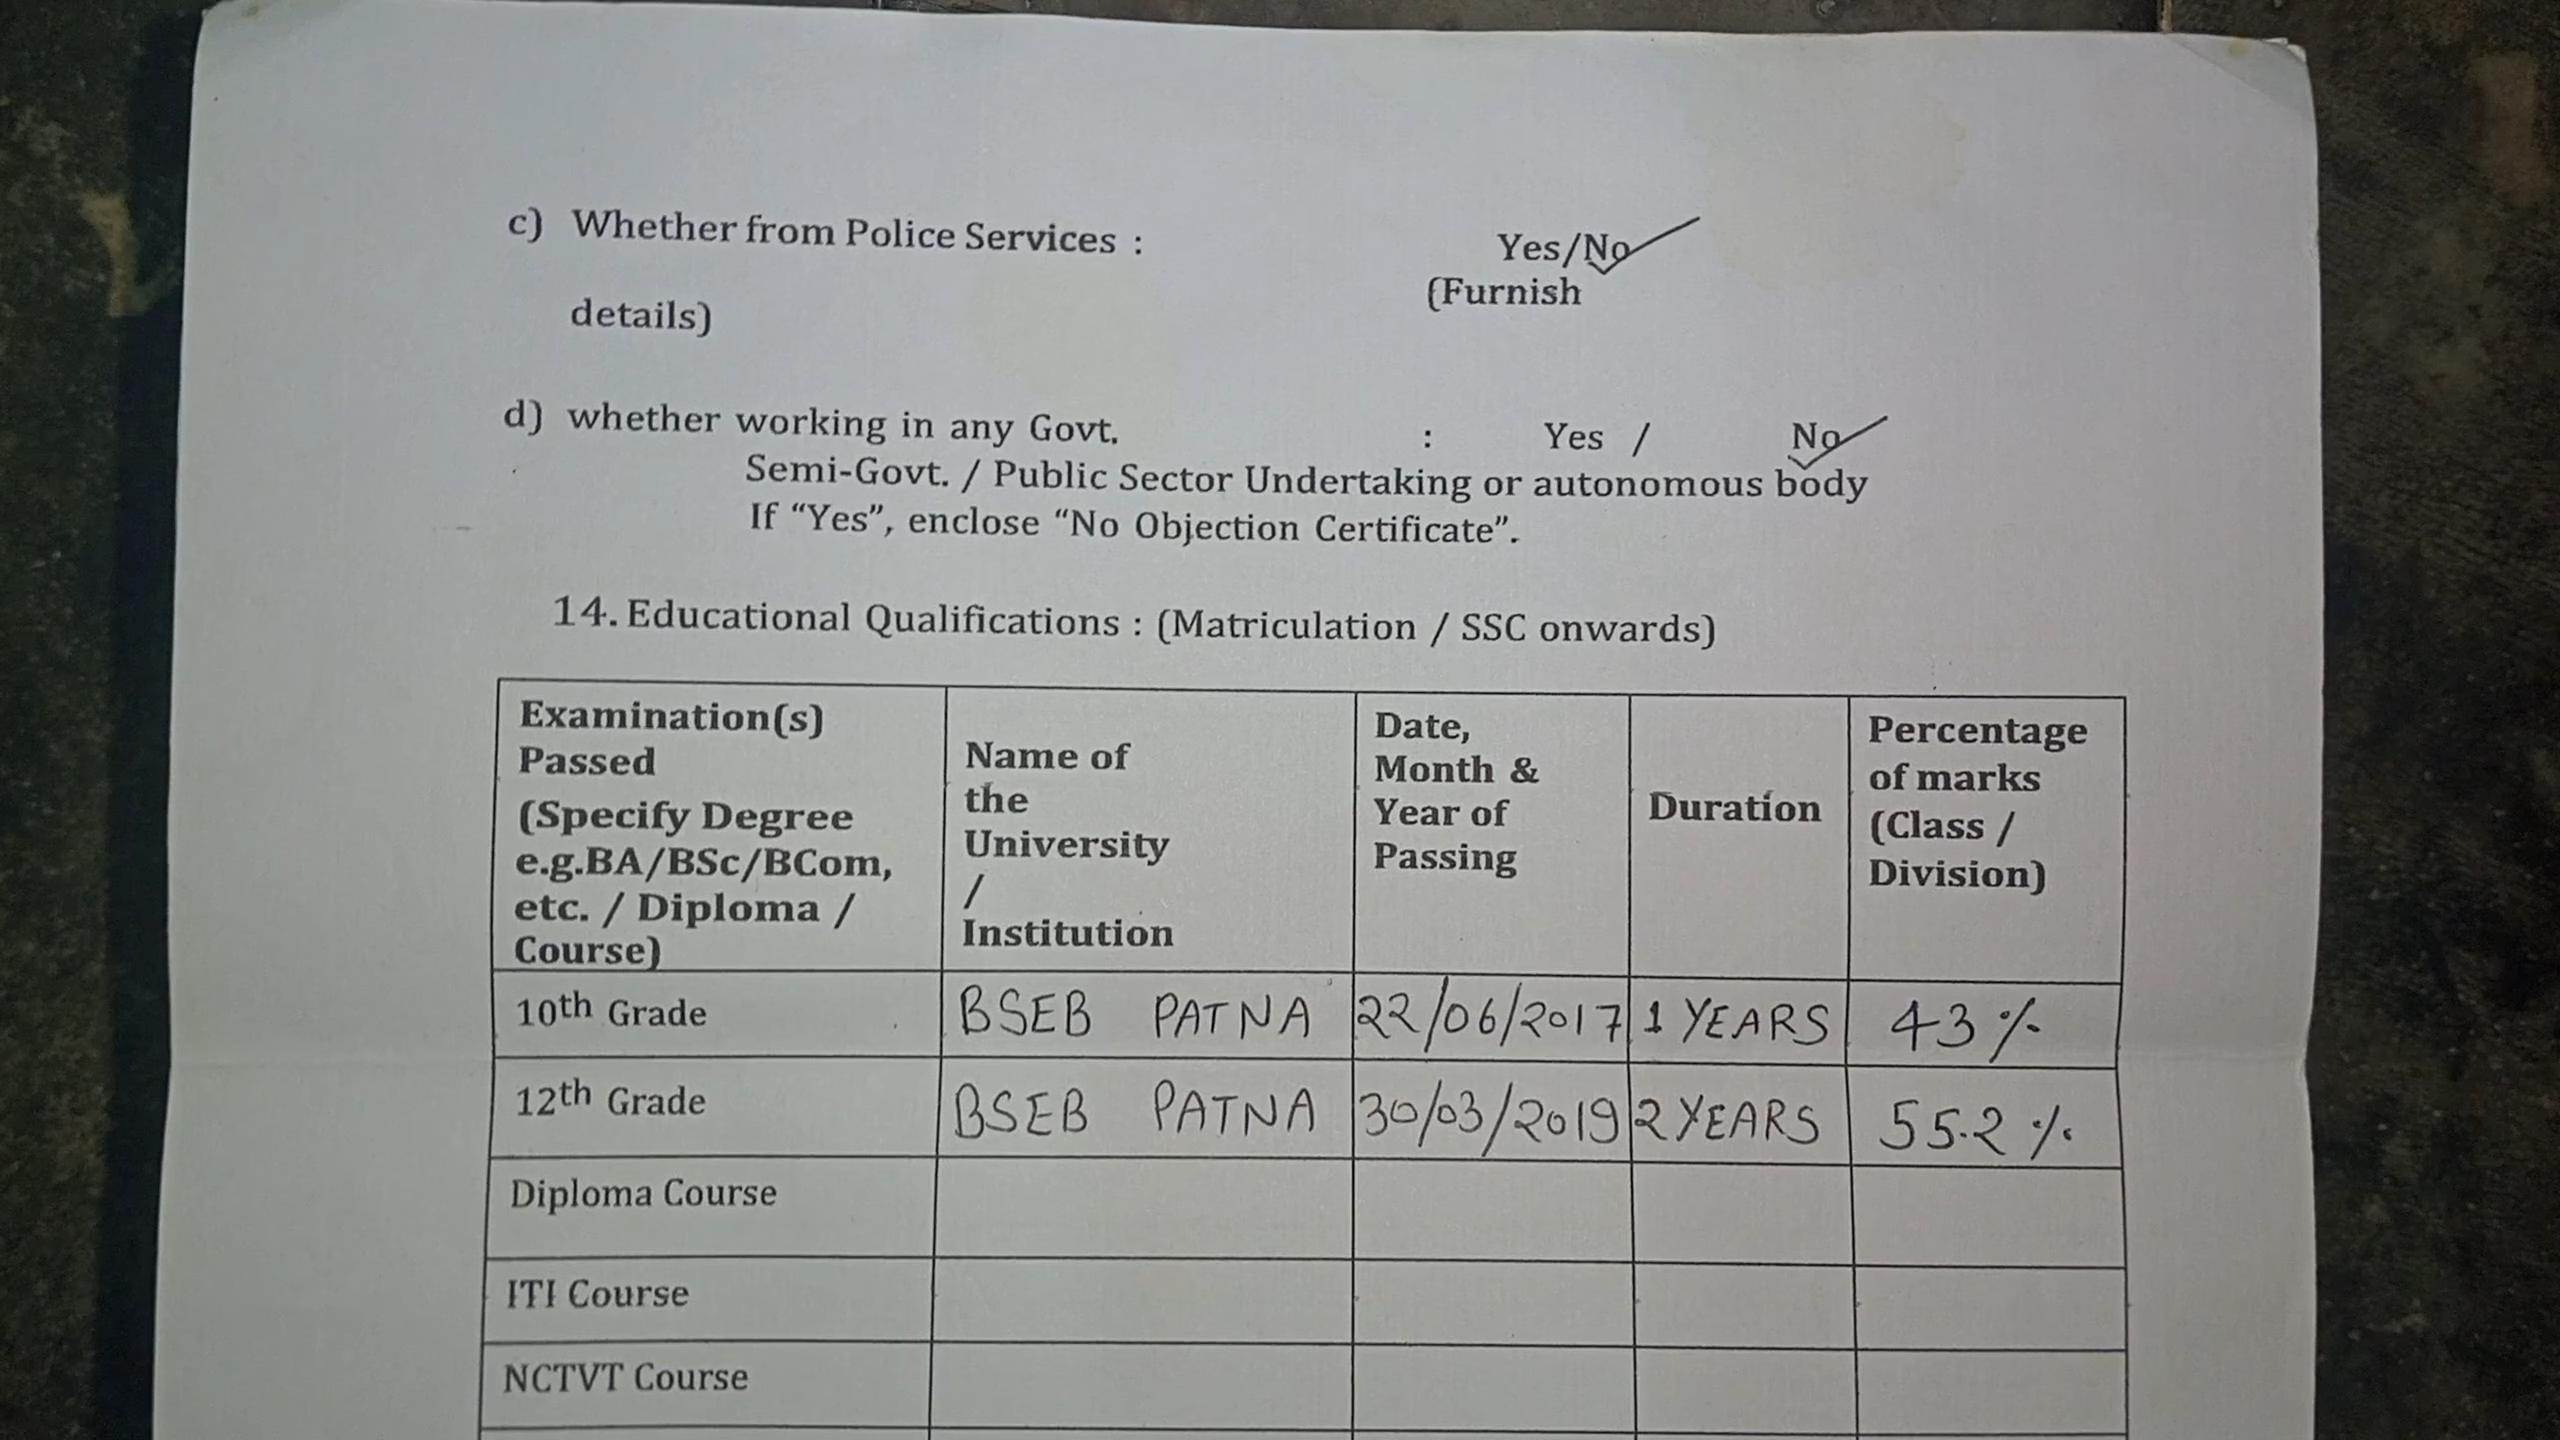 c) Whether from Police Services : Yes/No
(Furnish
details)
d) whether working in any Govt. : Yes / No
Semi-Govt. / Public Sector Undertaking or autonomous body
If “Yes”, enclose “No Objection Certificate”.
14. Educational Qualifications : (Matriculation / SSC onwards)
Examination(s)
Passed
(Specify Degree
e.g.BA/BSc/BCom,
etc. / Diploma /
Course)
Name of
the
University
/
Institution
Date,
Month &
Year of
Passing
Duration
Percentage
of marks
(Class /
Division)
10th Grade BSEB PATNA 22/06/2017 1 YEARS 43%
12th Grade BSEB PATNA 30/03/2019 2 YEARS 55.2%
Diploma Course
ITI Course
NCTVT Course